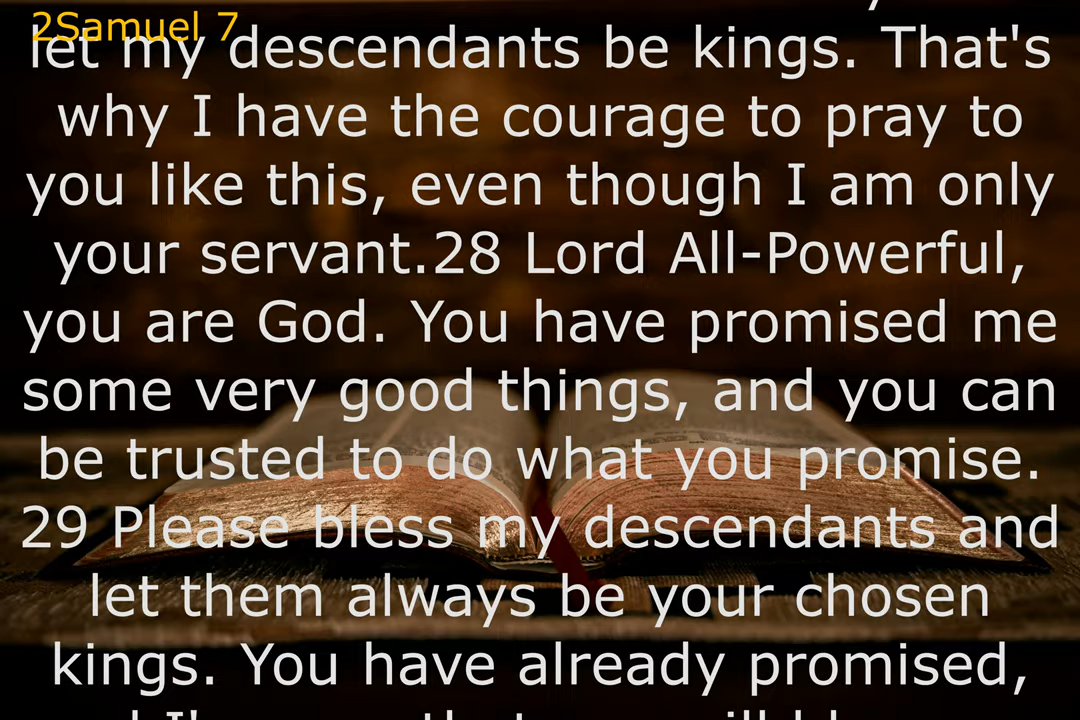 2Samuel 7
let my descendants be kings. That's
why I have the courage to pray to
you like this, even though I am only
your servant.28 Lord All-Powerful,
you are God. You have promised me
some very good things, and you can
be trusted to do what you promise.
29 Please bless my descendants and
let them always be your chosen
kings. You have already promised,